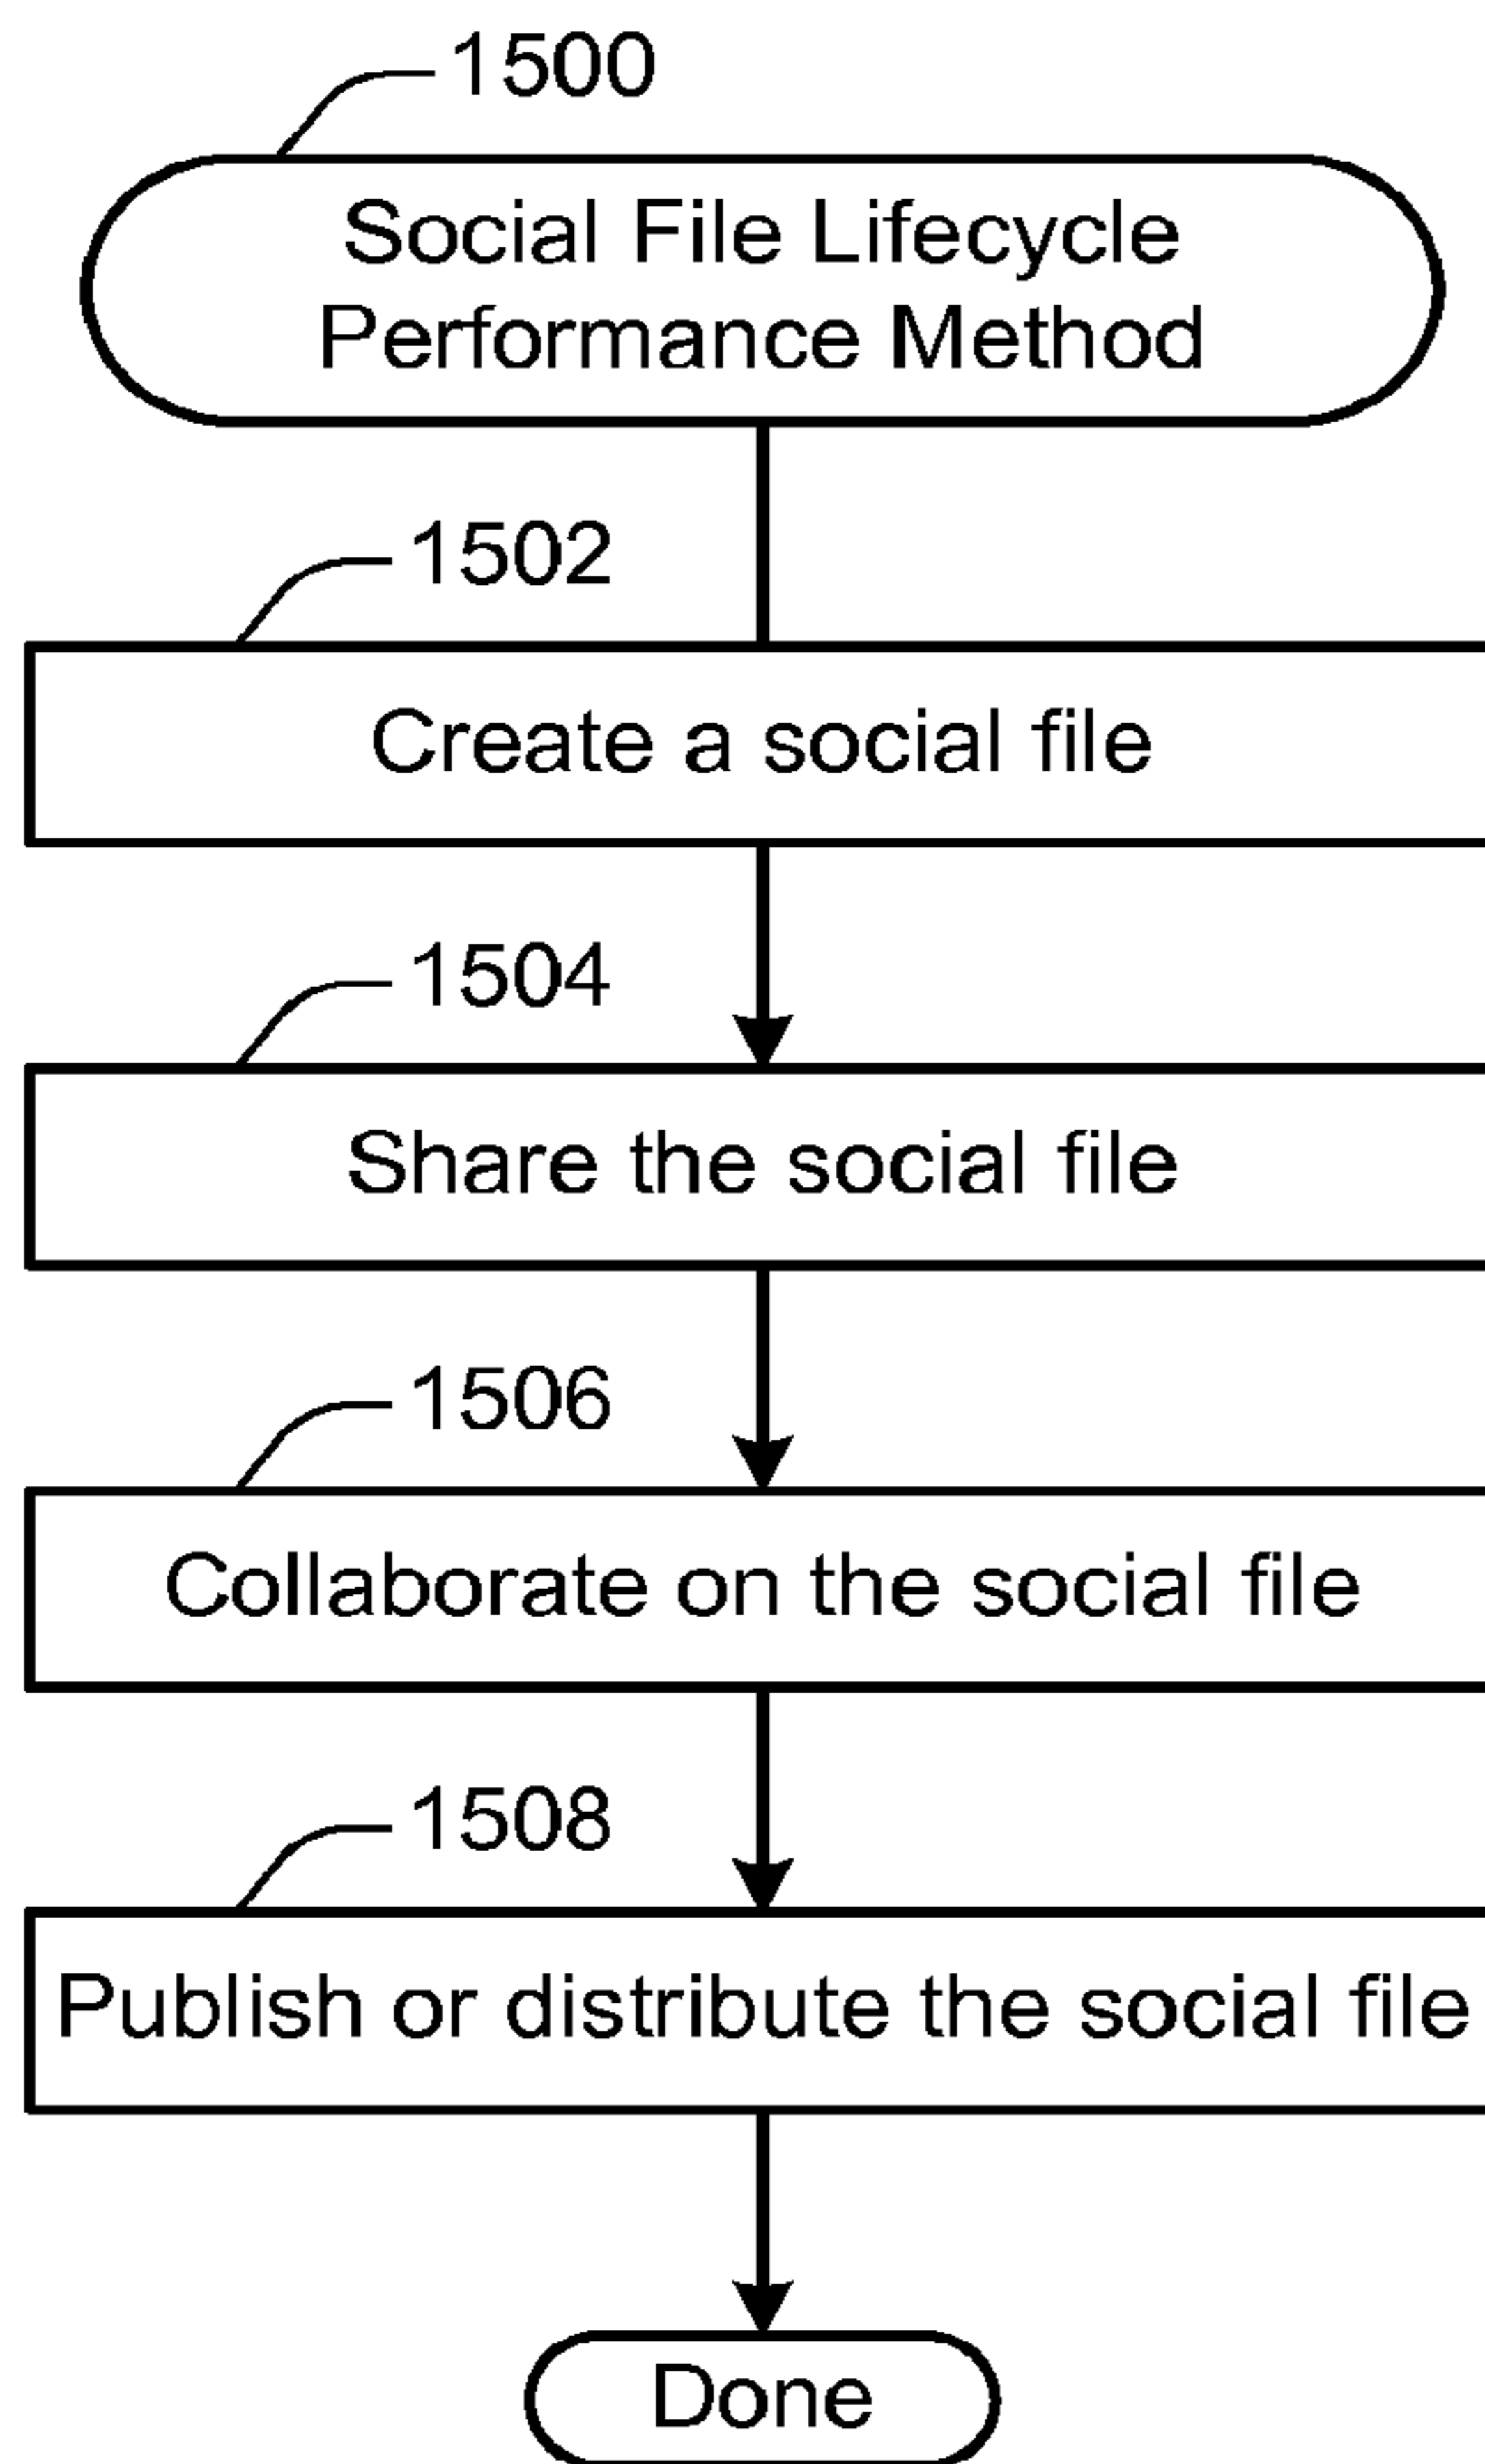 1500
Social File Lifecycle
Performance Method
1502
Create a social file
1504
Share the social file
1506
Collaborate on the social file
1508
Publish or distribute the social file
Done